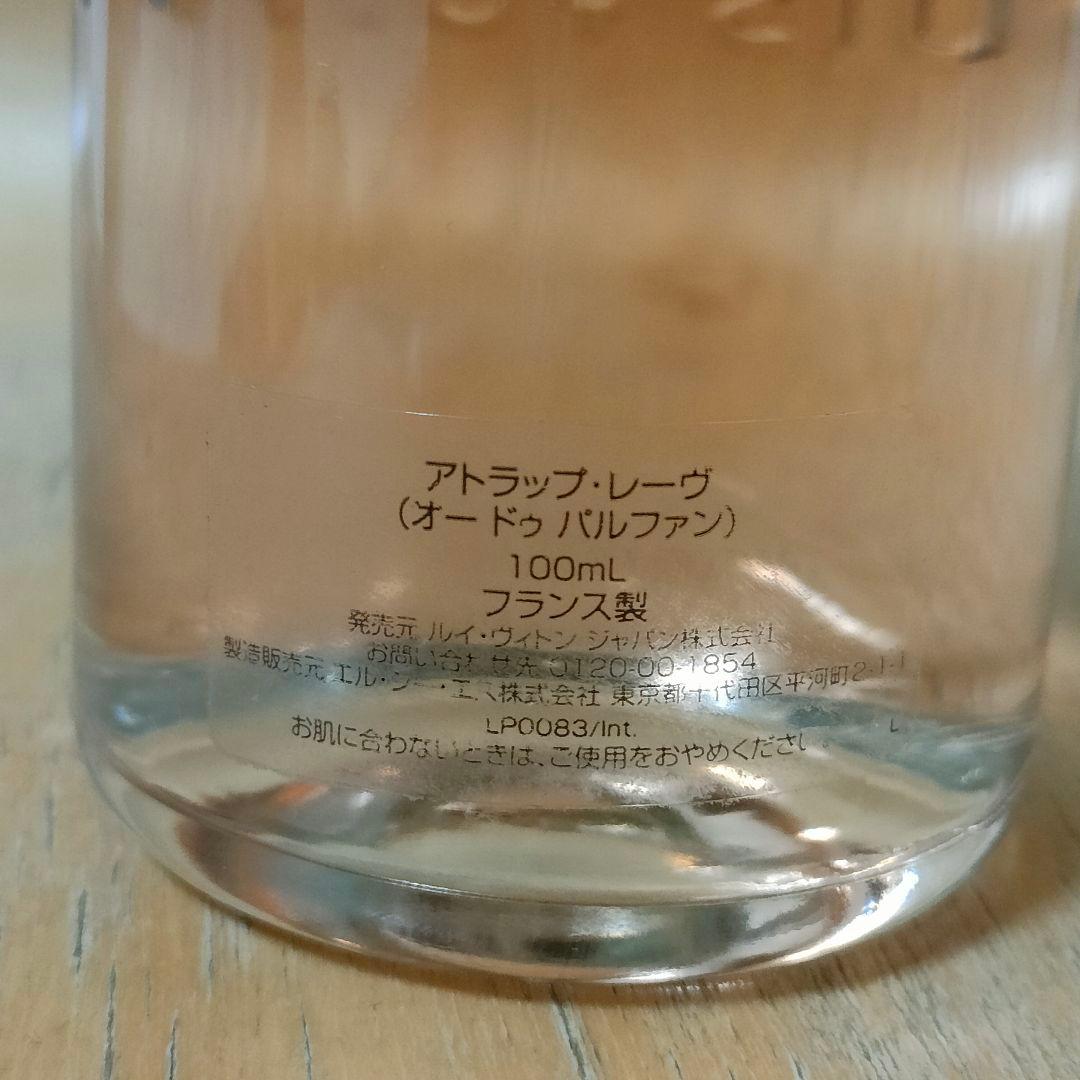 アトラップ・レーヴ
（オー ドゥ パルファン）
100mL
フランス製
発売元 ルイ・ヴィトン ジャパン株式会社
お問い合わせ先 0120-00-1854
製造販売元 エル・シー・エス株式会社 東京都千代田区平河町2-1-1
LP0083/Int.
お肌に合わないときは、ご使用をおやめください。